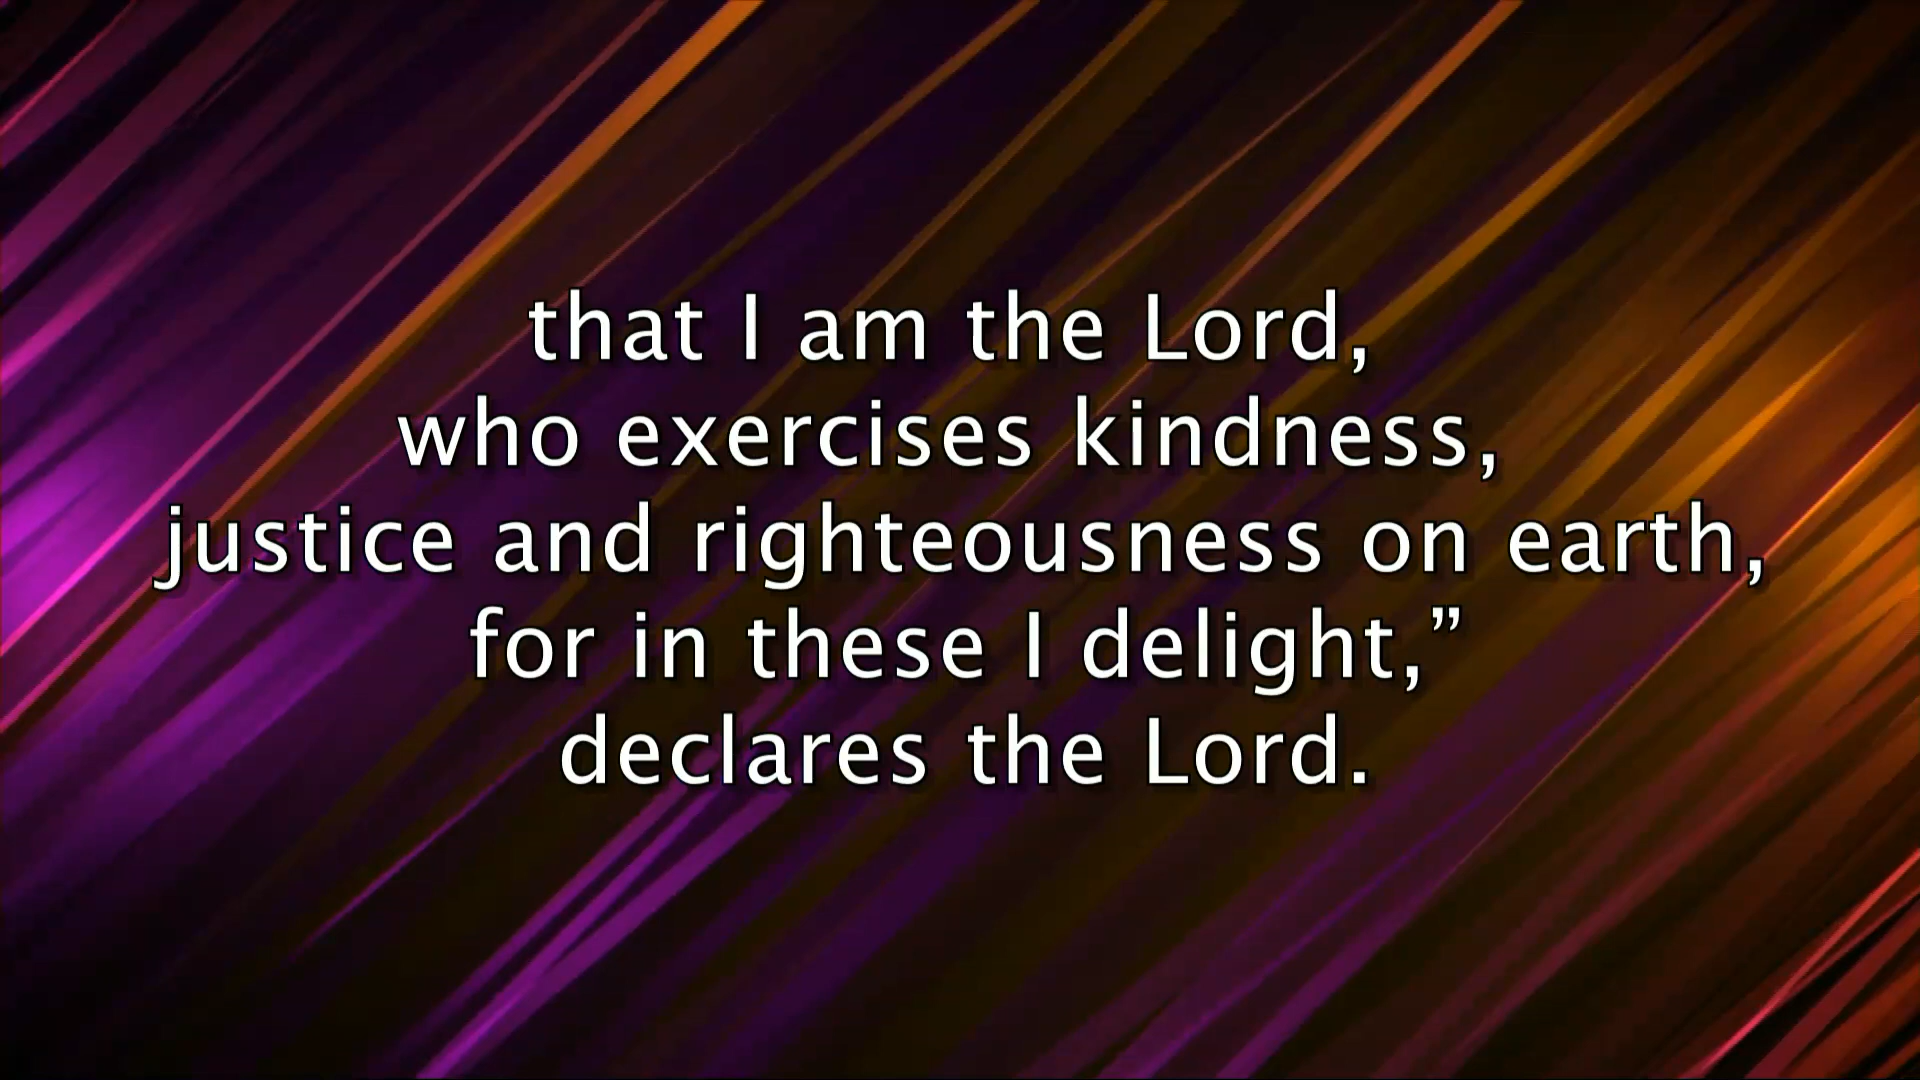 that I am the Lord,
who exercises kindness,
justice and righteousness on earth,
for in these I delight,”
declares the Lord.